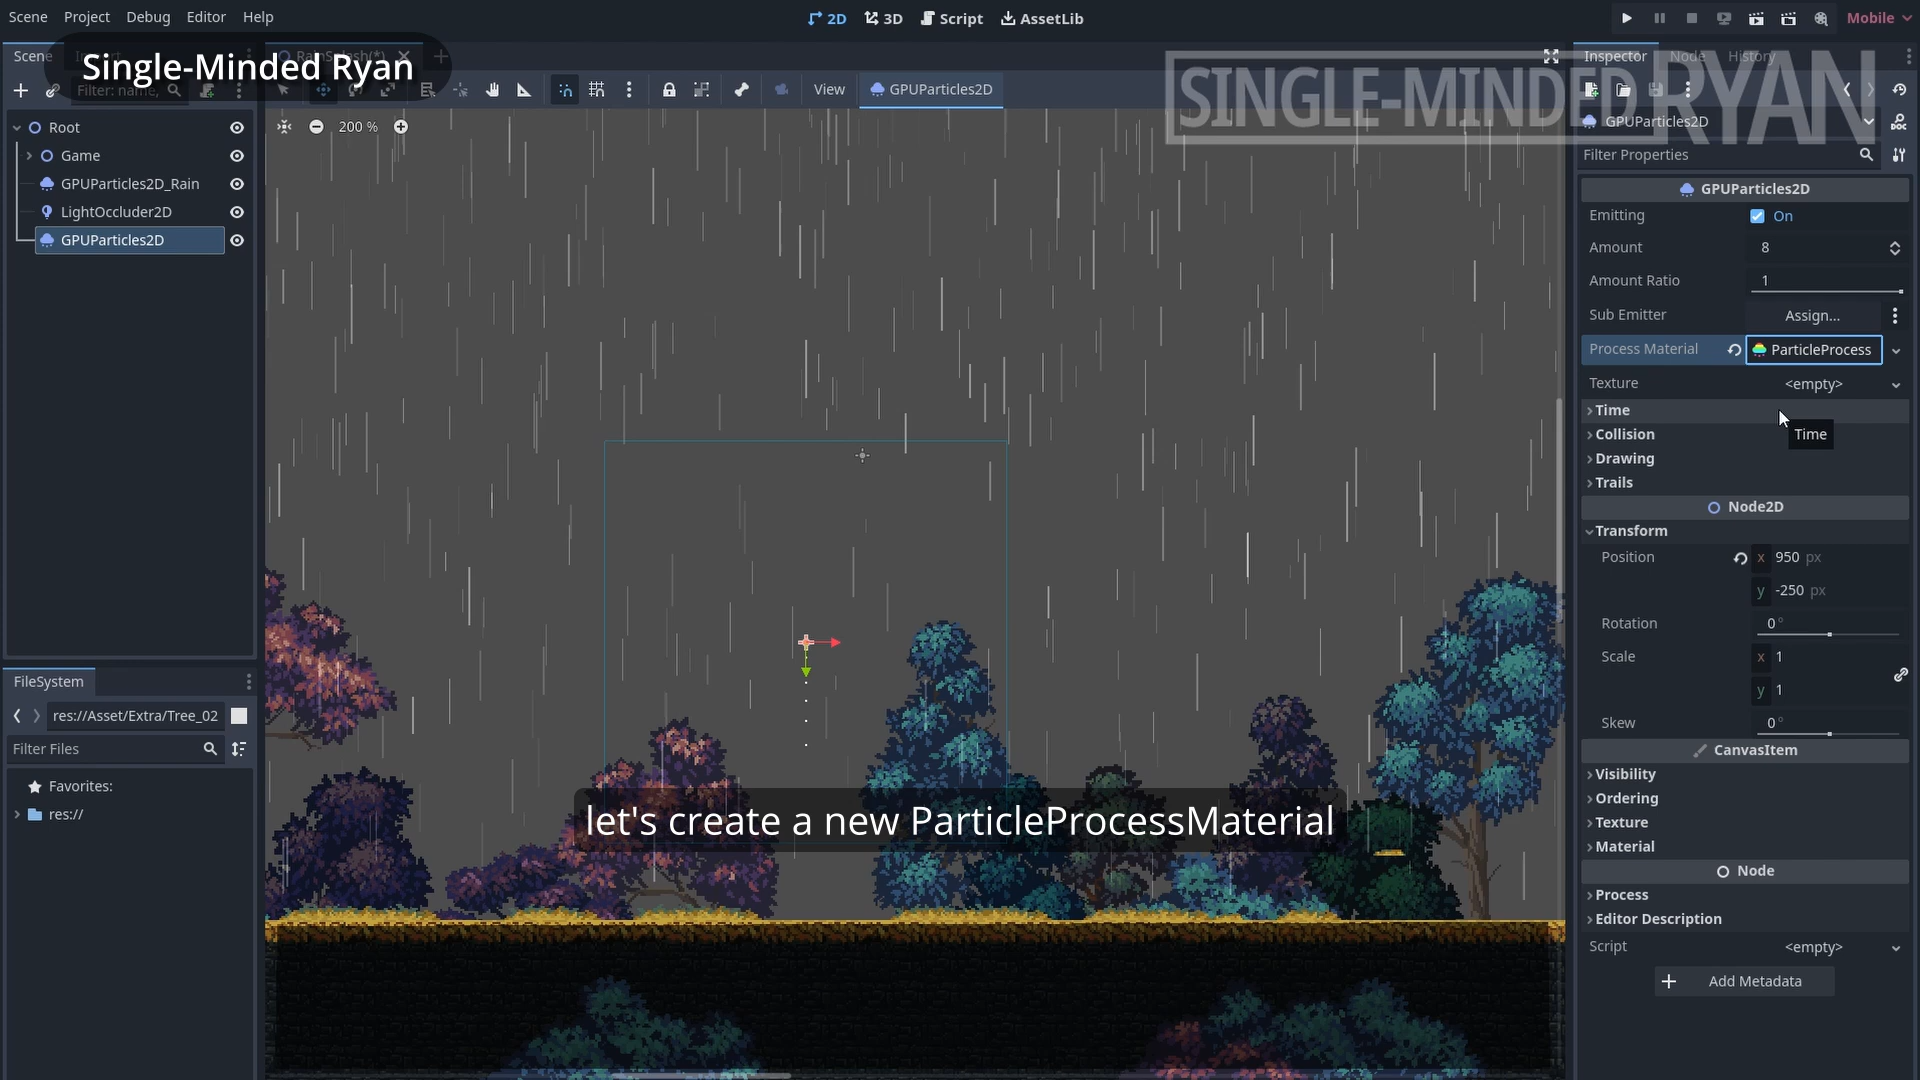 Scene Project Debug Editor Help
2D 3D Script AssetLib
Mobile
Single-Minded Ryan
SINGLE-MINDED RYAN
Scene
RainSplash(*)
Inspector Node History
Filter: name,
View GPUParticles2D
GPUParticles2D
Filter Properties
Root
Game
GPUParticles2D_Rain
LightOccluder2D
GPUParticles2D
200 %
GPUParticles2D
Emitting On
Amount 8
Amount Ratio 1
Sub Emitter Assign...
Process Material ParticleProcess
Texture <empty>
Time
Time
Collision
Drawing
Trails
Node2D
Transform
Position x 950 px
y -250 px
Rotation 0 °
Scale x 1
y 1
Skew 0 °
CanvasItem
Visibility
Ordering
Texture
Material
Node
Process
Editor Description
Script <empty>
Add Metadata
FileSystem
res://Asset/Extra/Tree_02
Filter Files
Favorites:
res://
let's create a new ParticleProcessMaterial